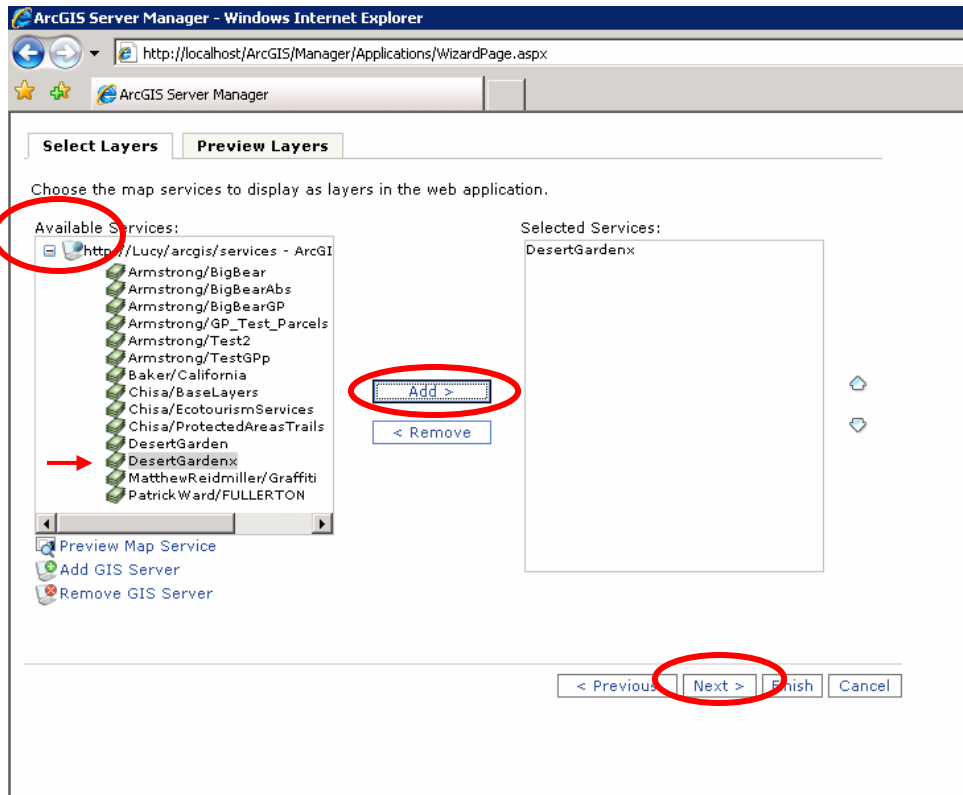 ArcGIS Server Manager - Windows Internet Explorer
http://localhost/ArcGIS/Manager/Applications/WizardPage.aspx
ArcGIS Server Manager
Select Layers Preview Layers
Choose the map services to display as layers in the web application.
Available Services:
http://Lucy/arcgis/services - ArcGI
Armstrong/BigBear
Armstrong/BigBearAbs
Armstrong/BigBearGP
Armstrong/GP_Test_Parcels
Armstrong/Test2
Armstrong/TestGPp
Baker/California
Chisa/BaseLayers
Chisa/EcotourismServices
Chisa/ProtectedAreasTrails
DesertGarden
DesertGardenx
MatthewReidmiller/Graffiti
PatrickWard/FULLERTON
Preview Map Service
Add GIS Server
Remove GIS Server
Add >
< Remove
Selected Services:
DesertGardenx
< Previous Next > Finish Cancel